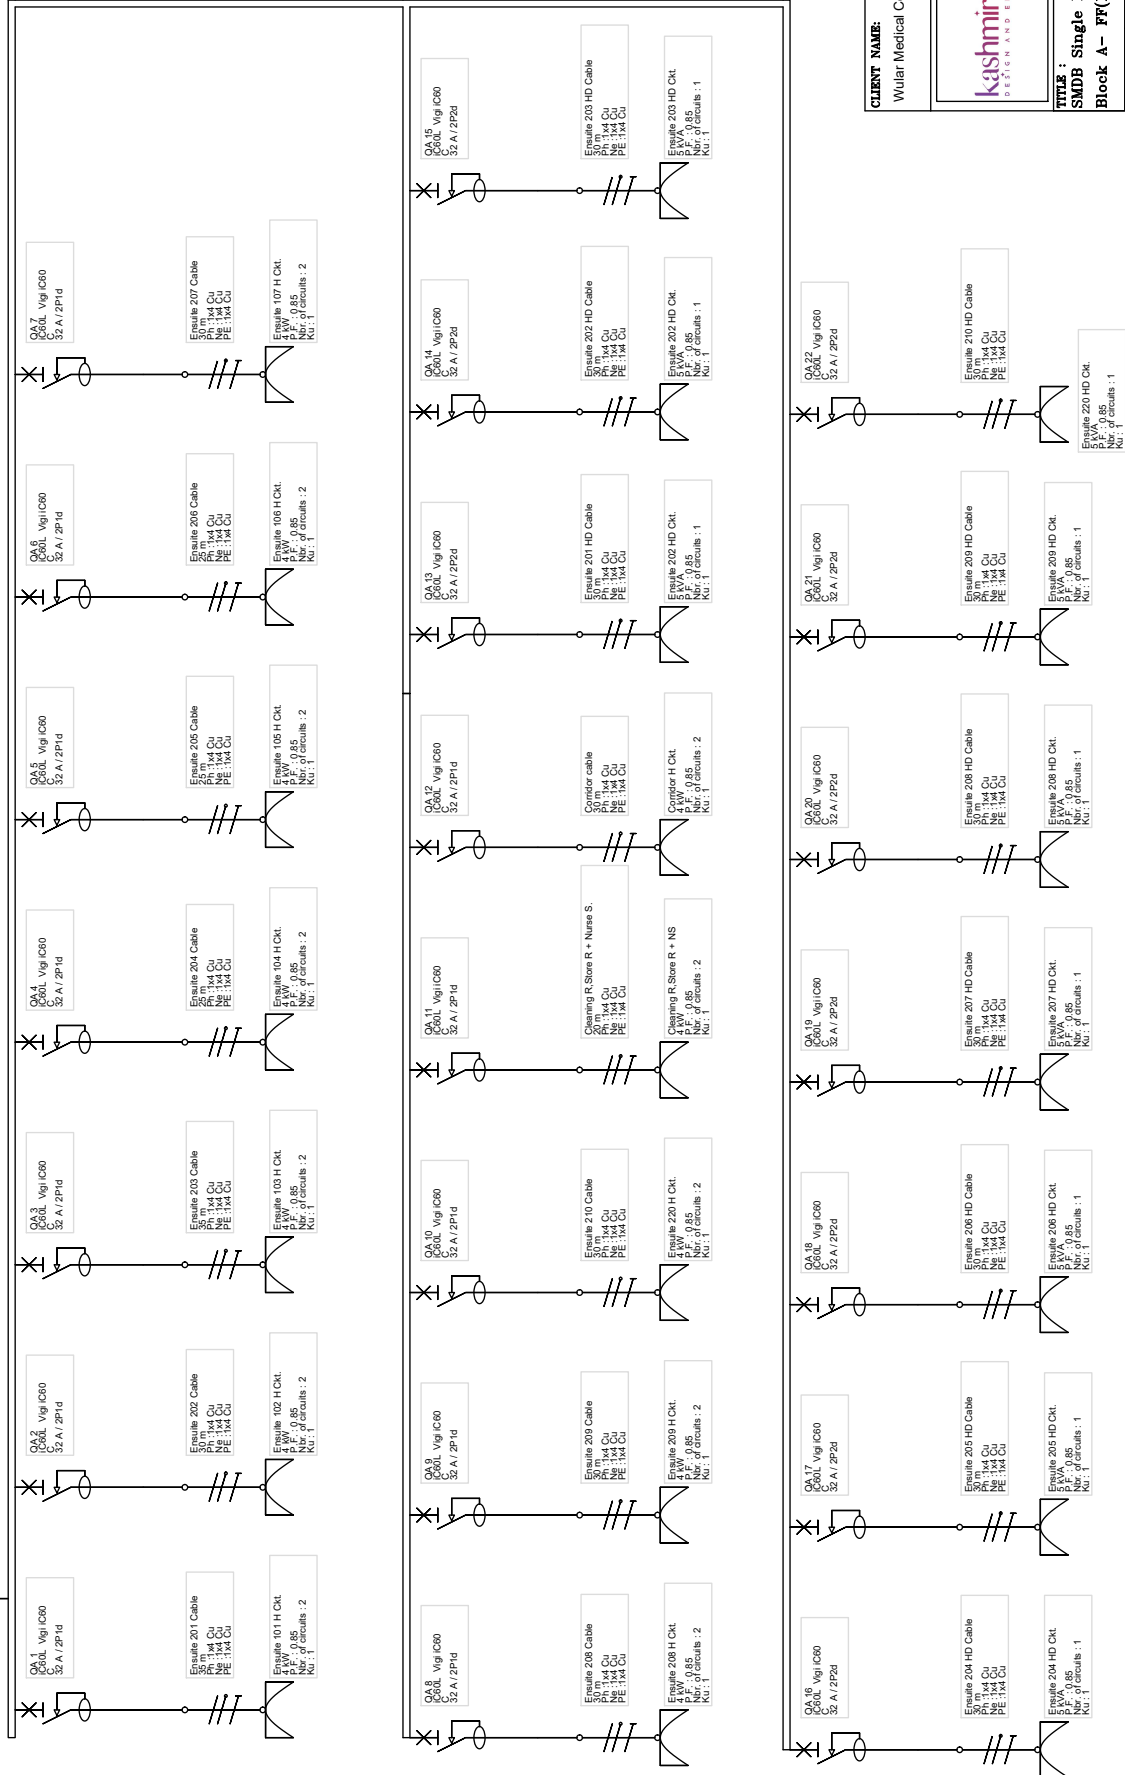 QA 1
iC60L Vigi iC60
C
32 A / 2P1d
Ensuite 201 Cable
35 m
Ph :1x4 Cu
Ne :1x4 Cu
PE :1x4 Cu
Ensuite 101 H Ckt.
4 kW
P.F. : 0.85
Nbr. of circuits : 2
Ku : 1
QA 2
iC60L Vigi iC60
C
32 A / 2P1d
Ensuite 202 Cable
30 m
Ph :1x4 Cu
Ne :1x4 Cu
PE :1x4 Cu
Ensuite 102 H Ckt.
4 kW
P.F. : 0.85
Nbr. of circuits : 2
Ku : 1
QA 3
iC60L Vigi iC60
C
32 A / 2P1d
Ensuite 203 Cable
35 m
Ph :1x4 Cu
Ne :1x4 Cu
PE :1x4 Cu
Ensuite 103 H Ckt.
4 kW
P.F. : 0.85
Nbr. of circuits : 2
Ku : 1
QA 4
iC60L Vigi iC60
C
32 A / 2P1d
Ensuite 204 Cable
25 m
Ph :1x4 Cu
Ne :1x4 Cu
PE :1x4 Cu
Ensuite 104 H Ckt.
4 kW
P.F. : 0.85
Nbr. of circuits : 2
Ku : 1
QA 5
iC60L Vigi iC60
C
32 A / 2P1d
Ensuite 205 Cable
25 m
Ph :1x4 Cu
Ne :1x4 Cu
PE :1x4 Cu
Ensuite 105 H Ckt.
4 kW
P.F. : 0.85
Nbr. of circuits : 2
Ku : 1
QA 6
iC60L Vigi iC60
C
32 A / 2P1d
Ensuite 206 Cable
25 m
Ph :1x4 Cu
Ne :1x4 Cu
PE :1x4 Cu
Ensuite 106 H Ckt.
4 kW
P.F. : 0.85
Nbr. of circuits : 2
Ku : 1
QA 7
iC60L Vigi iC60
C
32 A / 2P1d
Ensuite 207 Cable
30 m
Ph :1x4 Cu
Ne :1x4 Cu
PE :1x4 Cu
Ensuite 107 H Ckt.
4 kW
P.F. : 0.85
Nbr. of circuits : 2
Ku : 1
QA 8
iC60L Vigi iC60
C
32 A / 2P1d
Ensuite 208 Cable
30 m
Ph :1x4 Cu
Ne :1x4 Cu
PE :1x4 Cu
Ensuite 208 H Ckt.
4 kW
P.F. : 0.85
Nbr. of circuits : 2
Ku : 1
QA 9
iC60L Vigi iC60
C
32 A / 2P1d
Ensuite 209 Cable
30 m
Ph :1x4 Cu
Ne :1x4 Cu
PE :1x4 Cu
Ensuite 209 H Ckt.
4 kW
P.F. : 0.85
Nbr. of circuits : 2
Ku : 1
QA 10
iC60L Vigi iC60
C
32 A / 2P1d
Ensuite 210 Cable
30 m
Ph :1x4 Cu
Ne :1x4 Cu
PE :1x4 Cu
Ensuite 220 H Ckt.
4 kW
P.F. : 0.85
Nbr. of circuits : 2
Ku : 1
QA 11
iC60L Vigi iC60
C
32 A / 2P1d
Cleaning R,Store R + Nurse S.
20 m
Ph :1x4 Cu
Ne :1x4 Cu
PE :1x4 Cu
Cleaning R,Store R + NS
4 kW
P.F. : 0.85
Nbr. of circuits : 2
Ku : 1
QA 12
iC60L Vigi iC60
C
32 A / 2P1d
Corridor cable
30 m
Ph :1x4 Cu
Ne :1x4 Cu
PE :1x4 Cu
Corridor H Ckt.
4 kW
P.F. : 0.85
Nbr. of circuits : 2
Ku : 1
QA 13
iC60L Vigi iC60
C
32 A / 2P2d
Ensuite 201 HD Cable
30 m
Ph :1x4 Cu
Ne :1x4 Cu
PE :1x4 Cu
Ensuite 202 HD Ckt.
5 kVA
P.F. : 0.85
Nbr. of circuits : 1
Ku : 1
QA 14
iC60L Vigi iC60
C
32 A / 2P2d
Ensuite 202 HD Cable
30 m
Ph :1x4 Cu
Ne :1x4 Cu
PE :1x4 Cu
Ensuite 202 HD Ckt.
5 kVA
P.F. : 0.85
Nbr. of circuits : 1
Ku : 1
QA 15
iC60L Vigi iC60
C
32 A / 2P2d
Ensuite 203 HD Cable
30 m
Ph :1x4 Cu
Ne :1x4 Cu
PE :1x4 Cu
Ensuite 203 HD Ckt.
5 kVA
P.F. : 0.85
Nbr. of circuits : 1
Ku : 1
QA 16
iC60L Vigi iC60
C
32 A / 2P2d
Ensuite 204 HD Cable
30 m
Ph :1x4 Cu
Ne :1x4 Cu
PE :1x4 Cu
Ensuite 204 HD Ckt.
5 kVA
P.F. : 0.85
Nbr. of circuits : 1
Ku : 1
QA 17
iC60L Vigi iC60
C
32 A / 2P2d
Ensuite 205 HD Cable
30 m
Ph :1x4 Cu
Ne :1x4 Cu
PE :1x4 Cu
Ensuite 205 HD Ckt.
5 kVA
P.F. : 0.85
Nbr. of circuits : 1
Ku : 1
QA 18
iC60L Vigi iC60
C
32 A / 2P2d
Ensuite 206 HD Cable
30 m
Ph :1x4 Cu
Ne :1x4 Cu
PE :1x4 Cu
Ensuite 206 HD Ckt.
5 kVA
P.F. : 0.85
Nbr. of circuits : 1
Ku : 1
QA 19
iC60L Vigi iC60
C
32 A / 2P2d
Ensuite 207 HD Cable
30 m
Ph :1x4 Cu
Ne :1x4 Cu
PE :1x4 Cu
Ensuite 207 HD Ckt.
5 kVA
P.F. : 0.85
Nbr. of circuits : 1
Ku : 1
QA 20
iC60L Vigi iC60
C
32 A / 2P2d
Ensuite 208 HD Cable
30 m
Ph :1x4 Cu
Ne :1x4 Cu
PE :1x4 Cu
Ensuite 208 HD Ckt.
5 kVA
P.F. : 0.85
Nbr. of circuits : 1
Ku : 1
QA 21
iC60L Vigi iC60
C
32 A / 2P2d
Ensuite 209 HD Cable
30 m
Ph :1x4 Cu
Ne :1x4 Cu
PE :1x4 Cu
Ensuite 209 HD Ckt.
5 kVA
P.F. : 0.85
Nbr. of circuits : 1
Ku : 1
QA 22
iC60L Vigi iC60
C
32 A / 2P2d
Ensuite 210 HD Cable
30 m
Ph :1x4 Cu
Ne :1x4 Cu
PE :1x4 Cu
Ensuite 220 HD Ckt.
5 kVA
P.F. : 0.85
Nbr. of circuits : 1
Ku : 1
CLIENT NAME:
Wular Medical C
kashmir
DESIGN AND E
TITLE :
SMDB Single
Block A- FF(